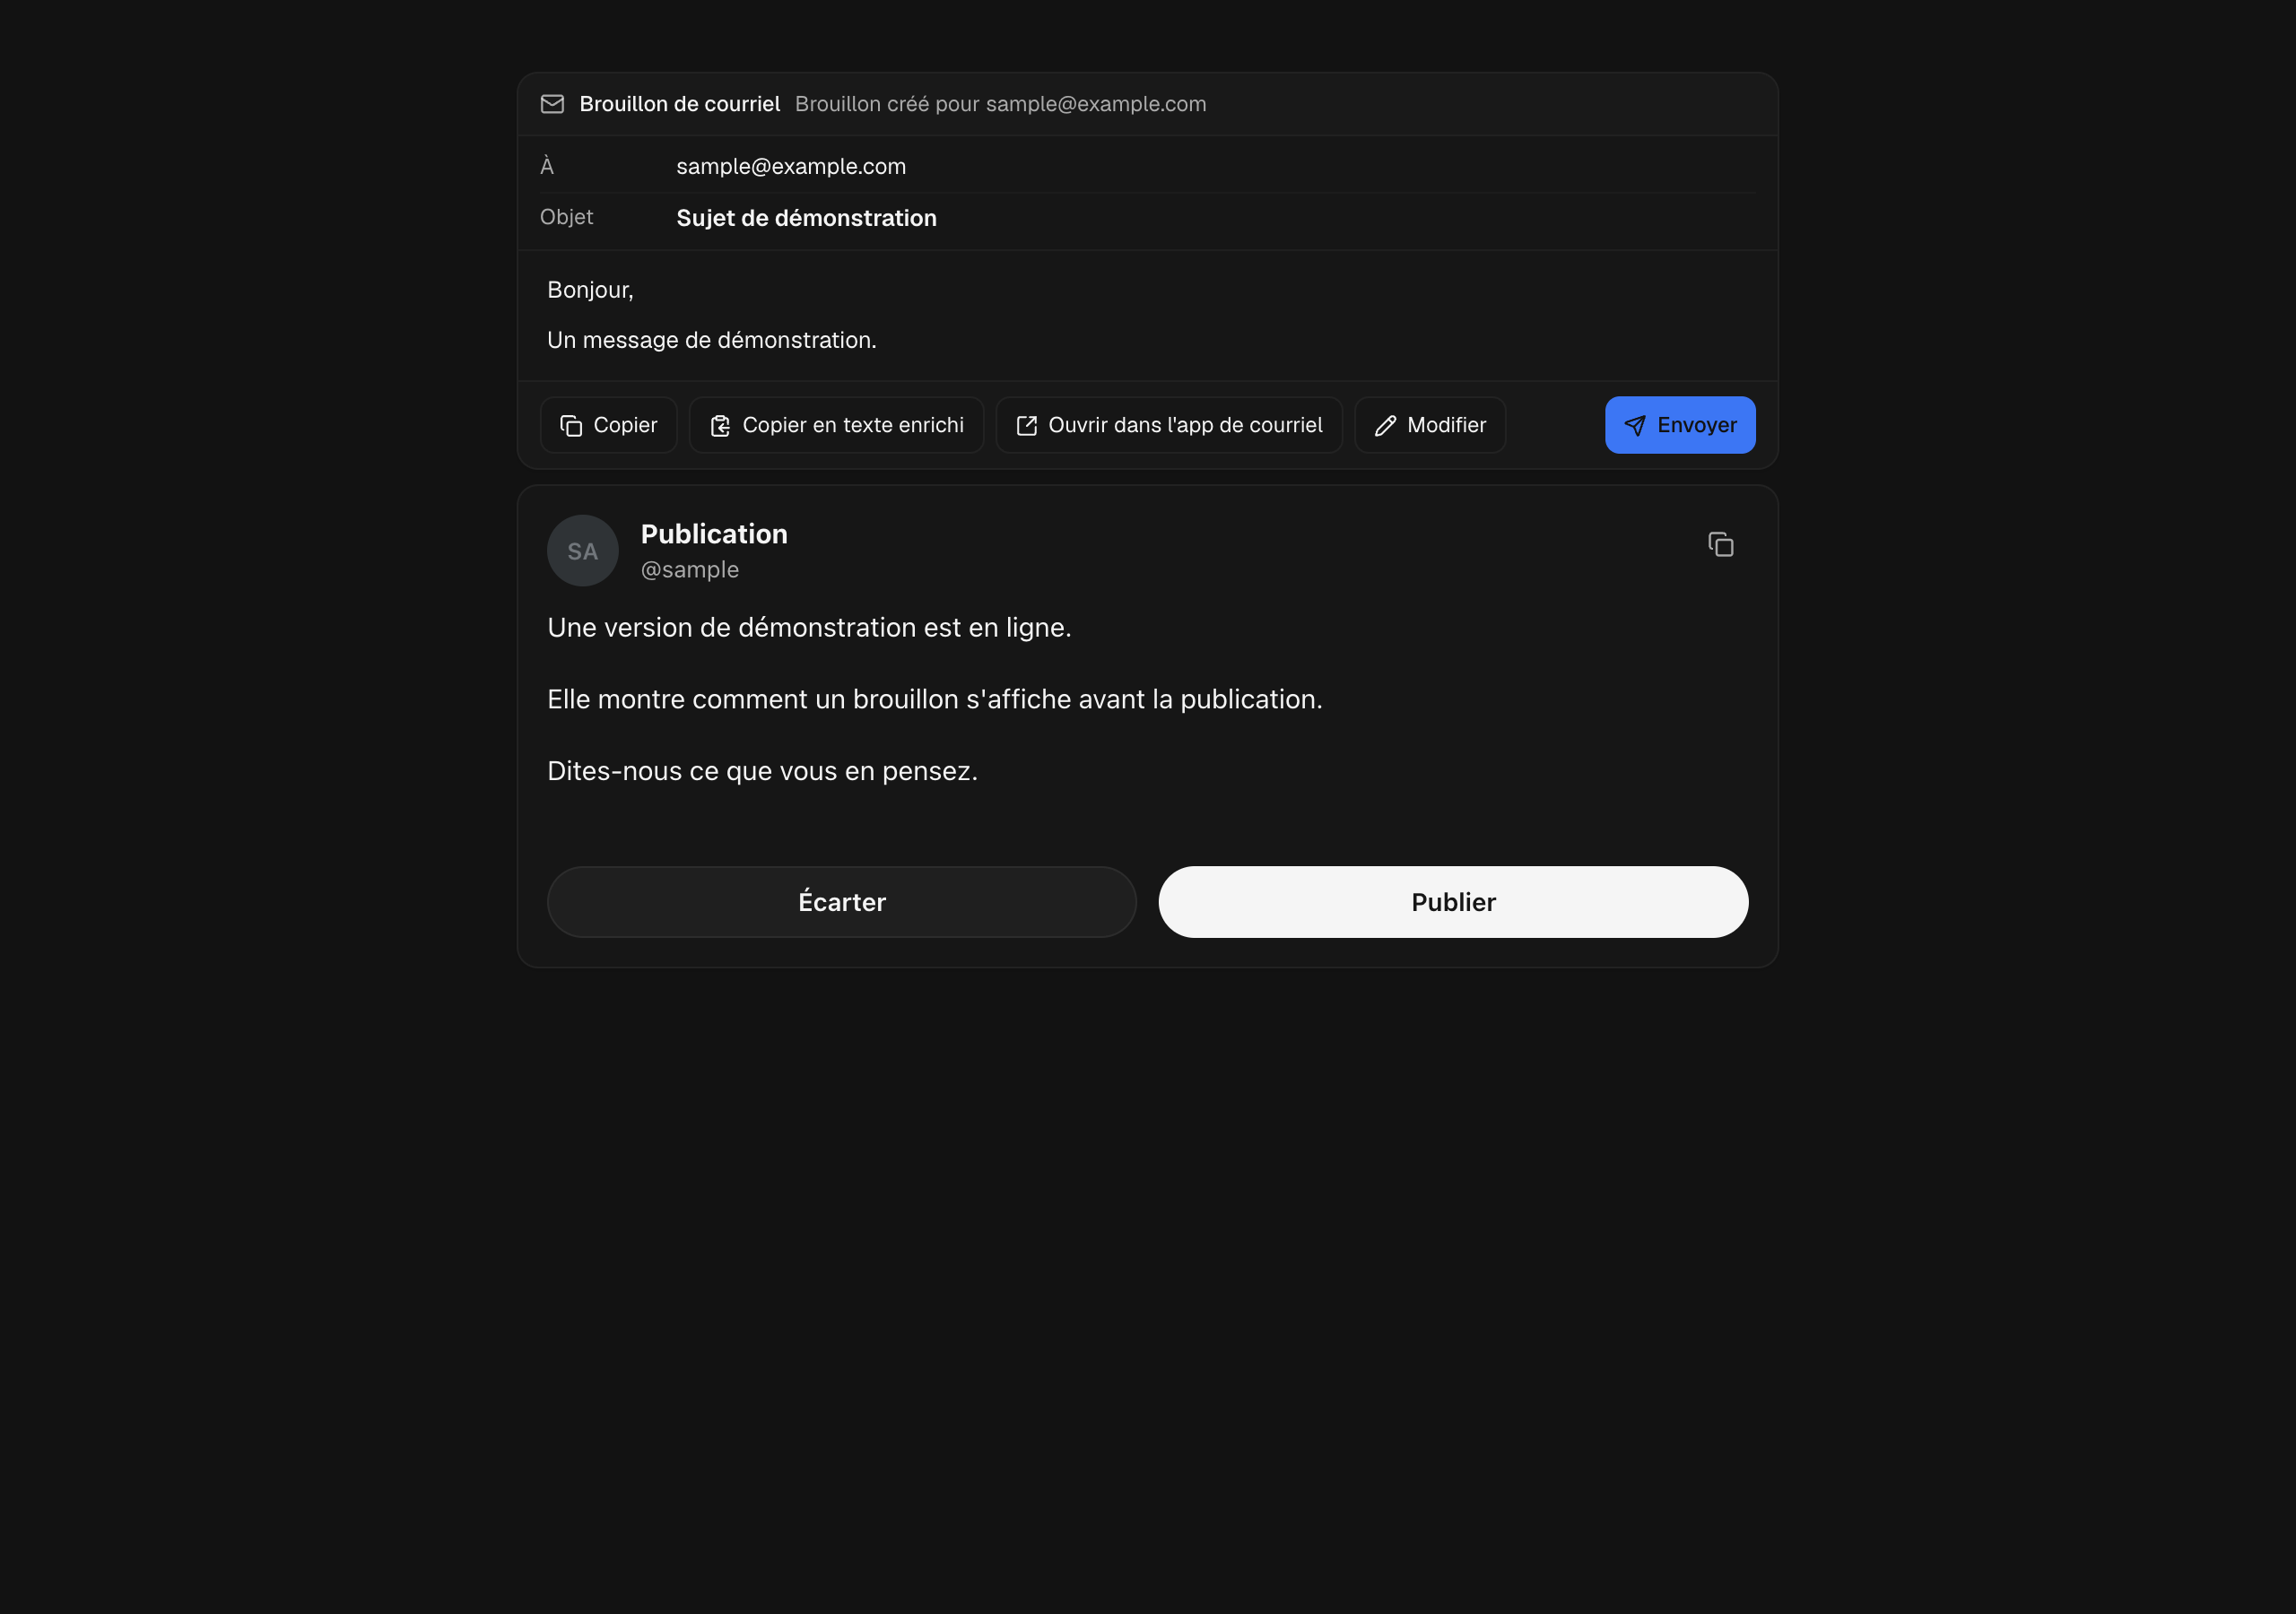 Brouillon de courriel Brouillon créé pour sample@example.com
À sample@example.com
Objet Sujet de démonstration
Bonjour,
Un message de démonstration.
Copier Copier en texte enrichi Ouvrir dans l'app de courriel Modifier Envoyer
SA Publication
@sample
Une version de démonstration est en ligne.
Elle montre comment un brouillon s'affiche avant la publication.
Dites-nous ce que vous en pensez.
Écarter Publier